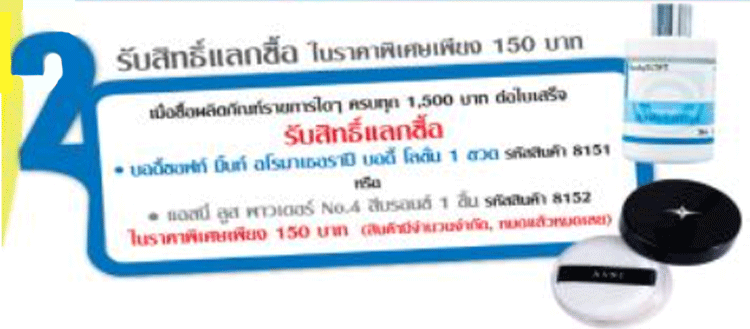 2
รับสิทธิ์แลกซื้อ ในราคาพิเศษเพียง 150 บาท
เมื่อซื้อผลิตภัณฑ์รายการใดๆ ครบทุก 1,500 บาท ต่อใบเสร็จ
รับสิทธิ์แลกซื้อ
• บอดี้ซอฟท์ มิ้นท์ อโรมาเธอราปี บอดี้ โลชั่น 1 ขวด รหัสสินค้า 8151
หรือ
• แอสนี่ ลูส พาวเดอร์ No.4 สีบรอนซ์ 1 ชิ้น รหัสสินค้า 8152
ในราคาพิเศษเพียง 150 บาท (สินค้ามีจำนวนจำกัด, หมดแล้วหมดเลย)